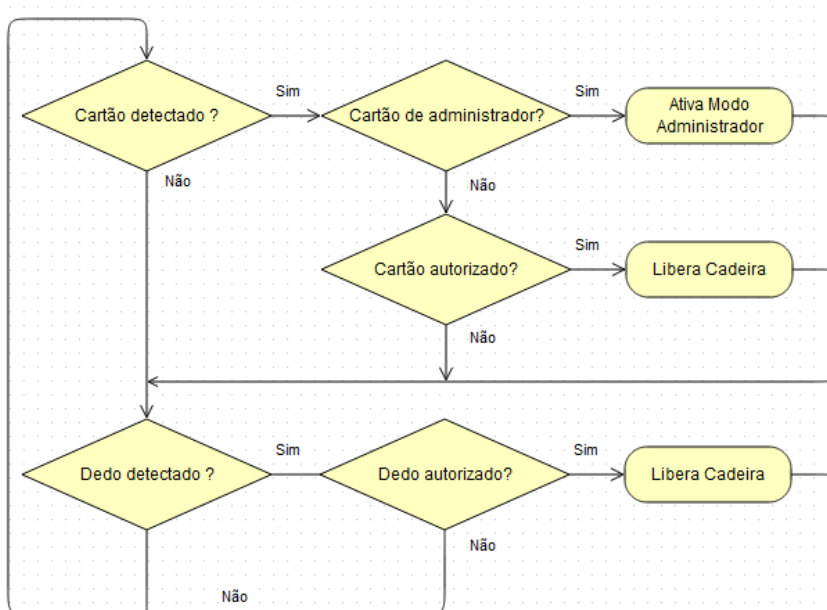 Cartão detectado ?
Sim
Cartão de administrador?
Sim
Ativa Modo
Administrador
Não
Não
Cartão autorizado?
Sim
Libera Cadeira
Não
Dedo detectado ?
Sim
Dedo autorizado?
Sim
Libera Cadeira
Não
Não